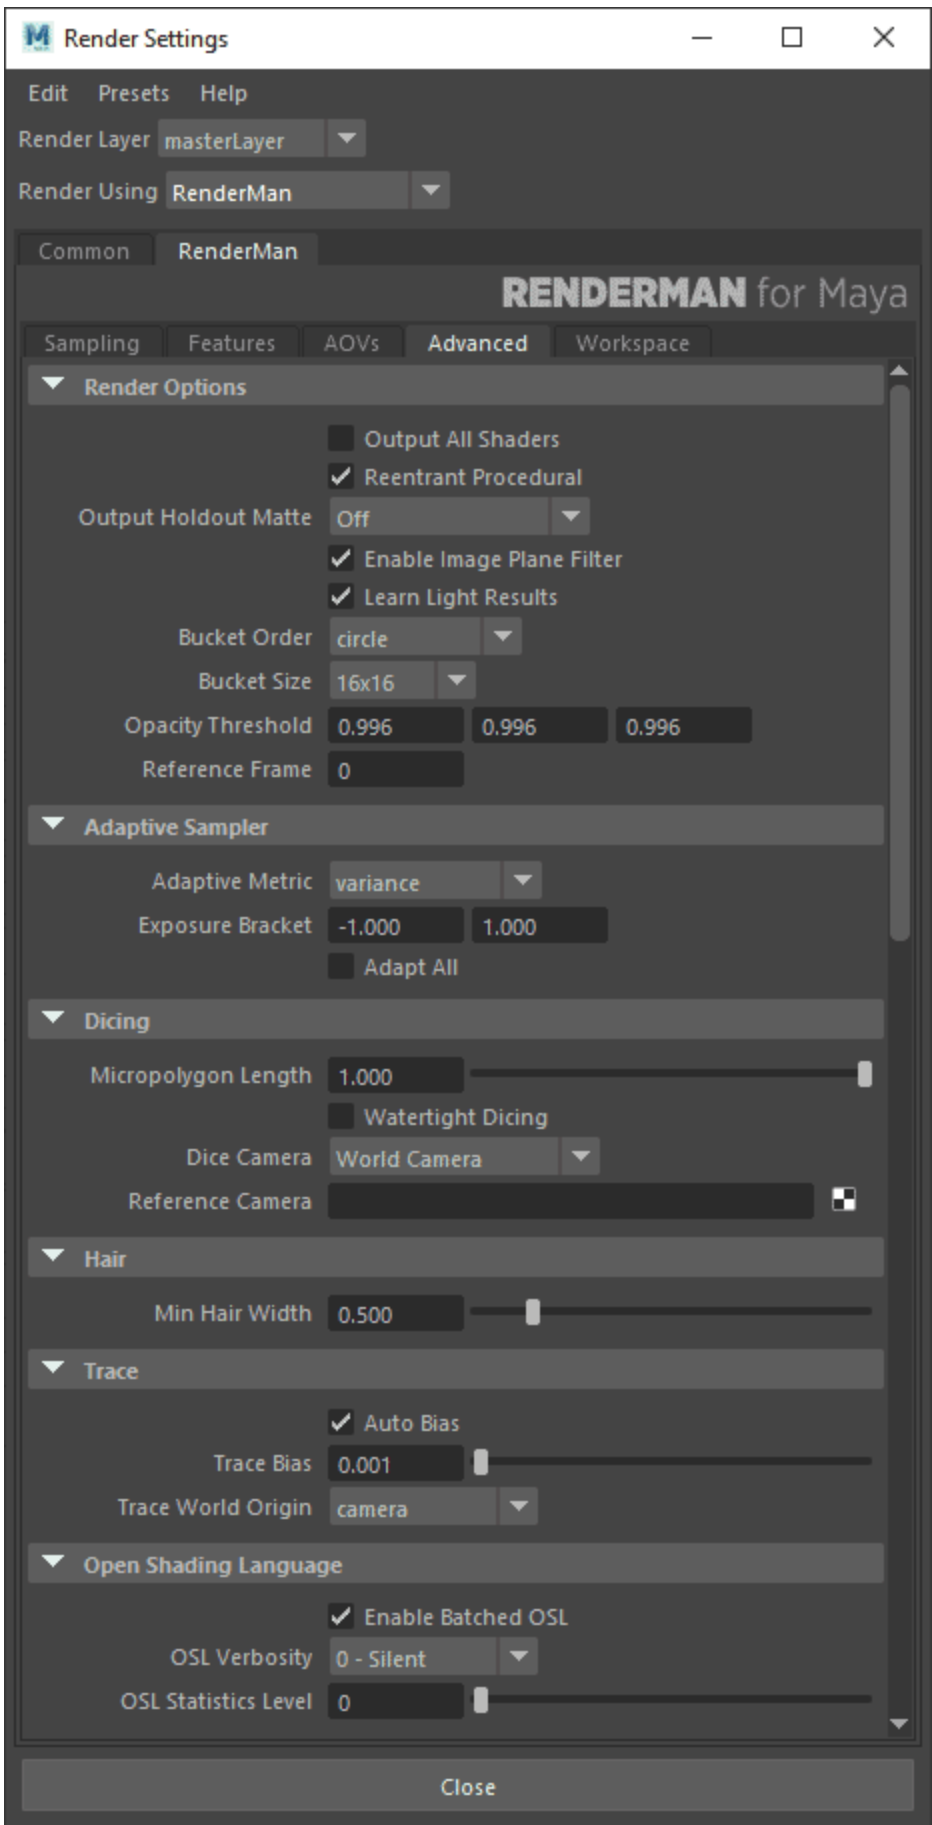 Render Settings
Edit Presets Help
Render Layer masterLayer
Render Using RenderMan
Common RenderMan
RENDERMAN for Maya
Sampling Features AOVs Advanced Workspace
Render Options
Output All Shaders
Reentrant Procedural
Output Holdout Matte Off
Enable Image Plane Filter
Learn Light Results
Bucket Order circle
Bucket Size 16x16
Opacity Threshold 0.996 0.996 0.996
Reference Frame 0
Adaptive Sampler
Adaptive Metric variance
Exposure Bracket -1.000 1.000
Adapt All
Dicing
Micropolygon Length 1.000
Watertight Dicing
Dice Camera World Camera
Reference Camera
Hair
Min Hair Width 0.500
Trace
Auto Bias
Trace Bias 0.001
Trace World Origin camera
Open Shading Language
Enable Batched OSL
OSL Verbosity 0 - Silent
OSL Statistics Level 0
Close